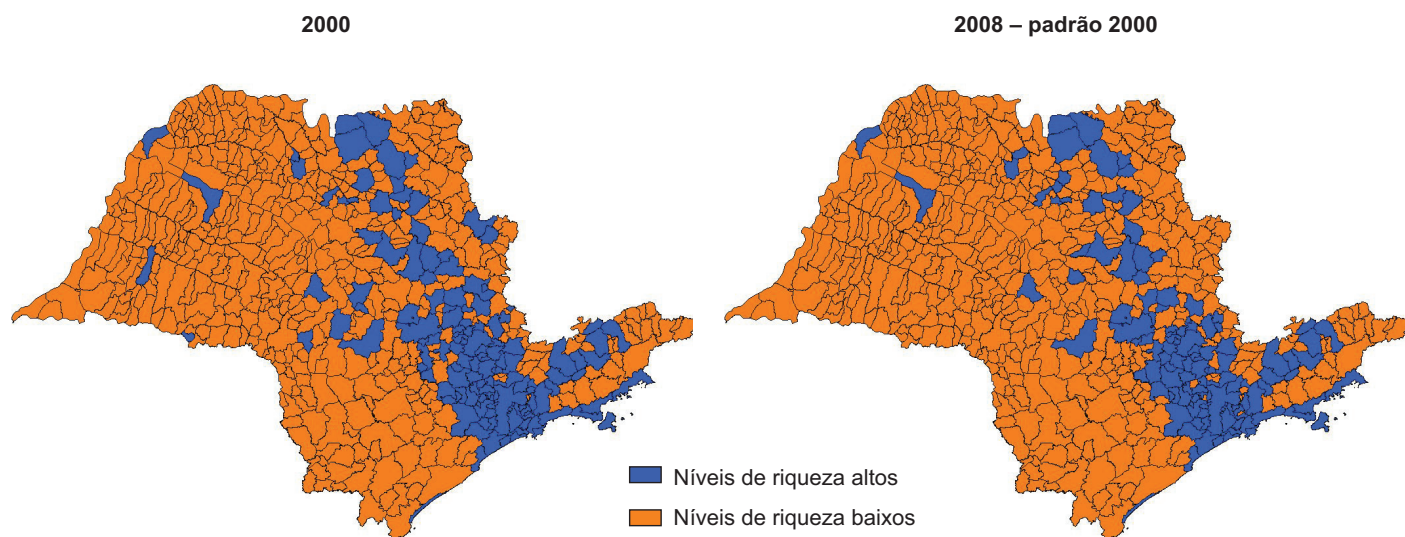 2000
2008 – padrão 2000
Níveis de riqueza altos
Níveis de riqueza baixos